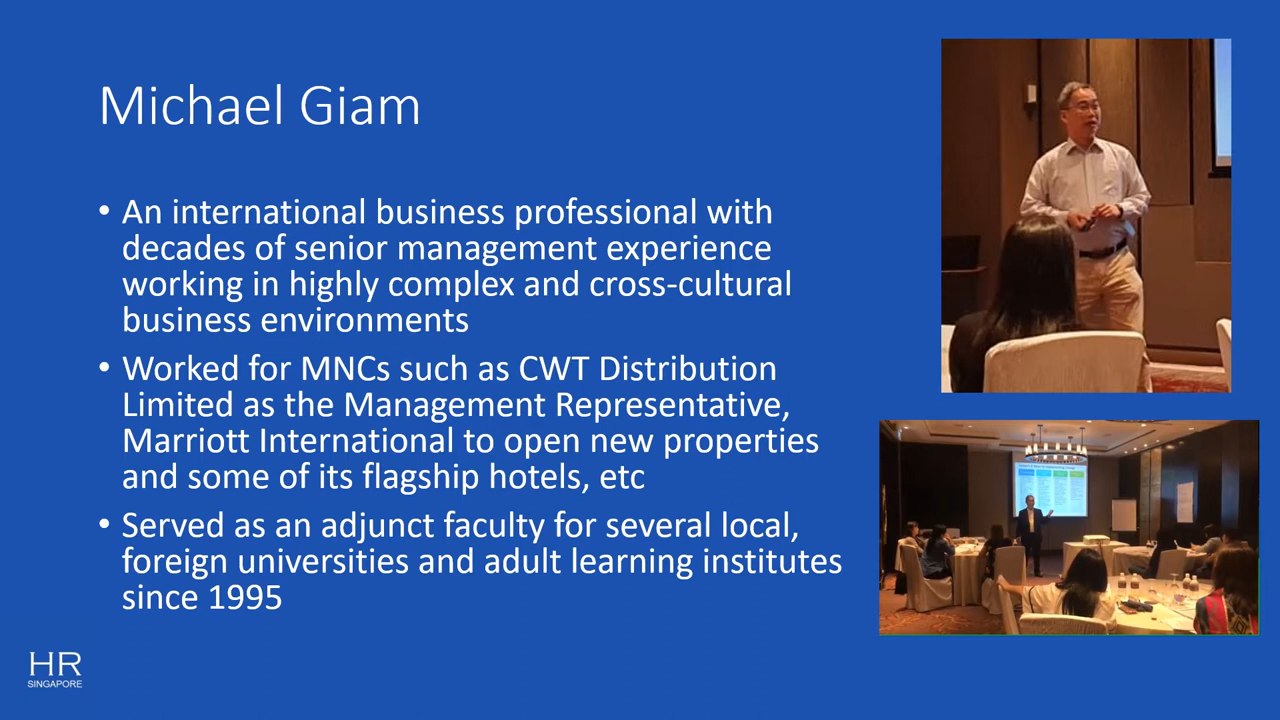 Michael Giam
• An international business professional with
decades of senior management experience
working in highly complex and cross-cultural
business environments
• Worked for MNCs such as CWT Distribution
Limited as the Management Representative,
Marriott International to open new properties
and some of its flagship hotels, etc
• Served as an adjunct faculty for several local,
foreign universities and adult learning institutes
since 1995
HR
SINGAPORE